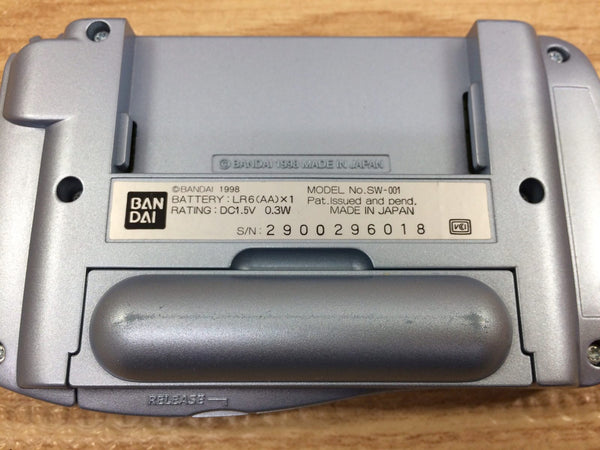 ©BANDAI 1998 MADE IN JAPAN
BAN
DAI
©BANDAI 1998
BATTERY:LR6(AA)×1
RATING:DC1.5V 0.3W
MODEL No.SW-001
Pat.issued and pend.
MADE IN JAPAN
S/N: 2900296018
VCI
RELEASE